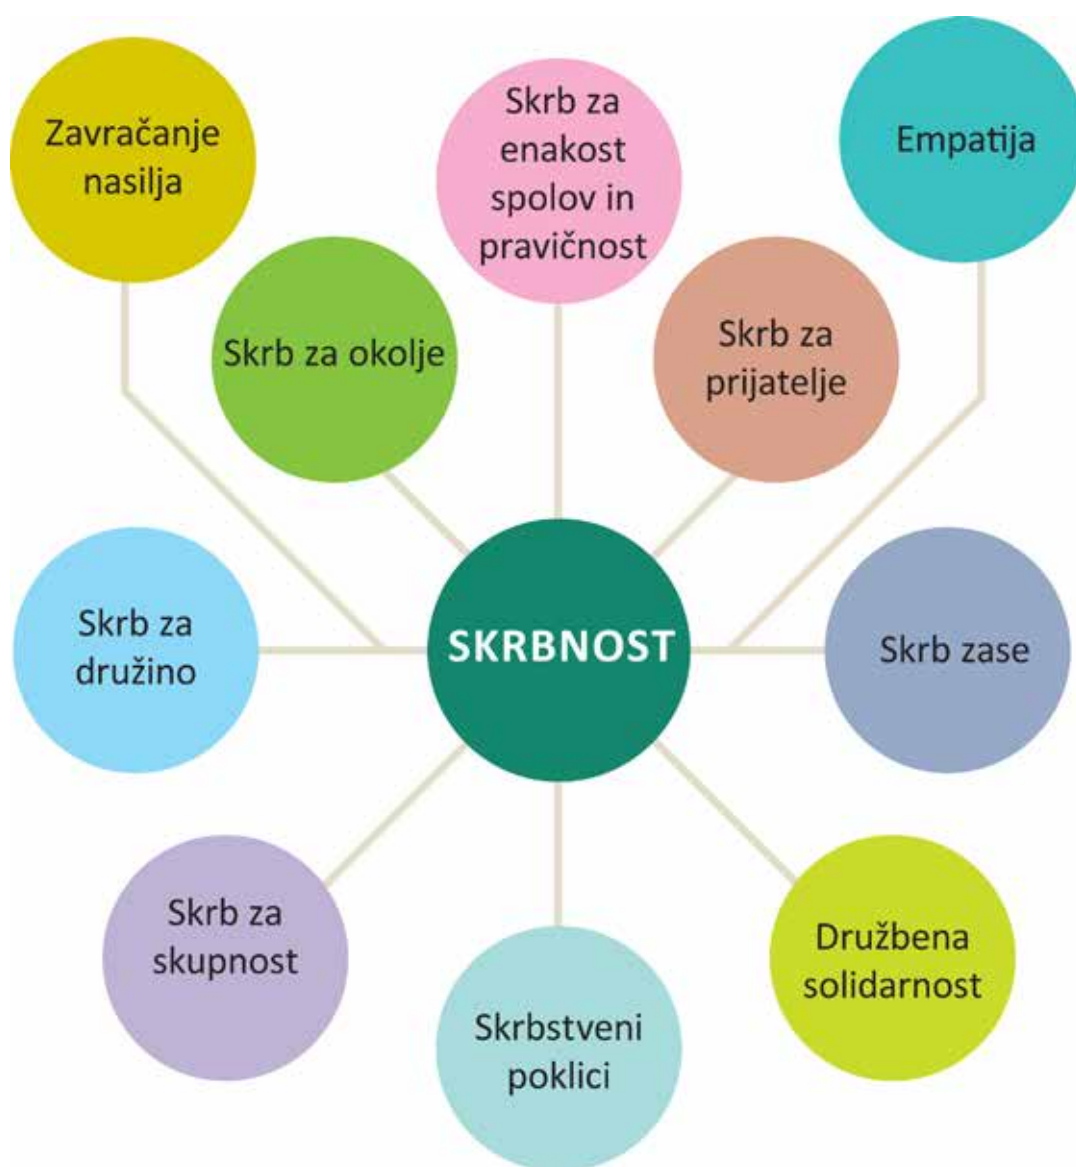 Zavračanje
nasilja
Skrb za
enakost
spolov in
pravičnost
Empatija
Skrb za okolje
Skrb za
prijatelje
Skrb za
družino
SKRBNOST
Skrb zase
Skrb za
skupnost
Skrbstveni
poklici
Družbena
solidarnost